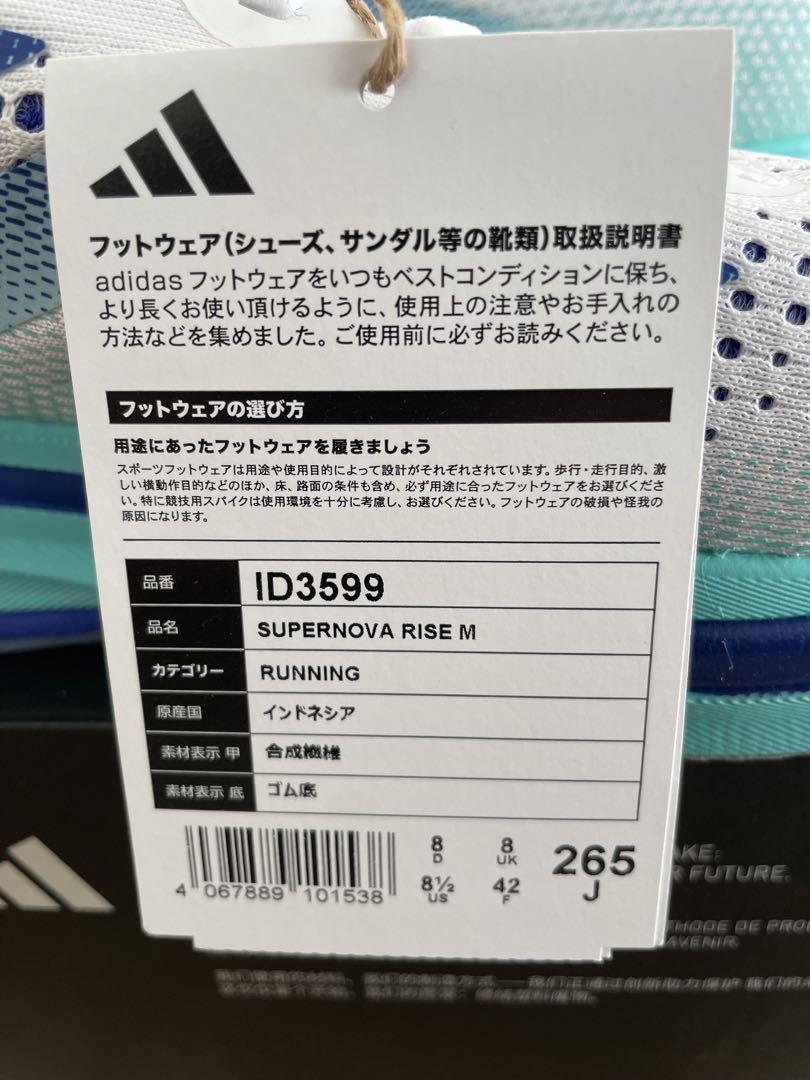 フットウェア(シューズ、サンダル等の靴類)取扱説明書
adidas フットウェアをいつもベストコンディションに保ち、
より長くお使い頂けるように、使用上の注意やお手入れの
方法などを集めました。ご使用前に必ずお読みください。
フットウェアの選び方
用途にあったフットウェアを履きましょう
スポーツフットウェアは用途や使用目的によって設計がそれぞれされています。歩行・走行目的、激
しい横動作目的などのほか、床、路面の条件も含め、必ず用途に合ったフットウェアをお選びくださ
い。特に競技用スパイクは使用環境を十分に考慮し、お選びください。フットウェアの破損や怪我の
原因になります。
品番 ID3599
品名 SUPERNOVA RISE M
カテゴリー RUNNING
原産国 インドネシア
素材表示 甲 合成繊維
素材表示 底 ゴム底
4 067889 101538
8 D 8 UK
8½ US 42 F
265 J
FUTURE.
AVENIR